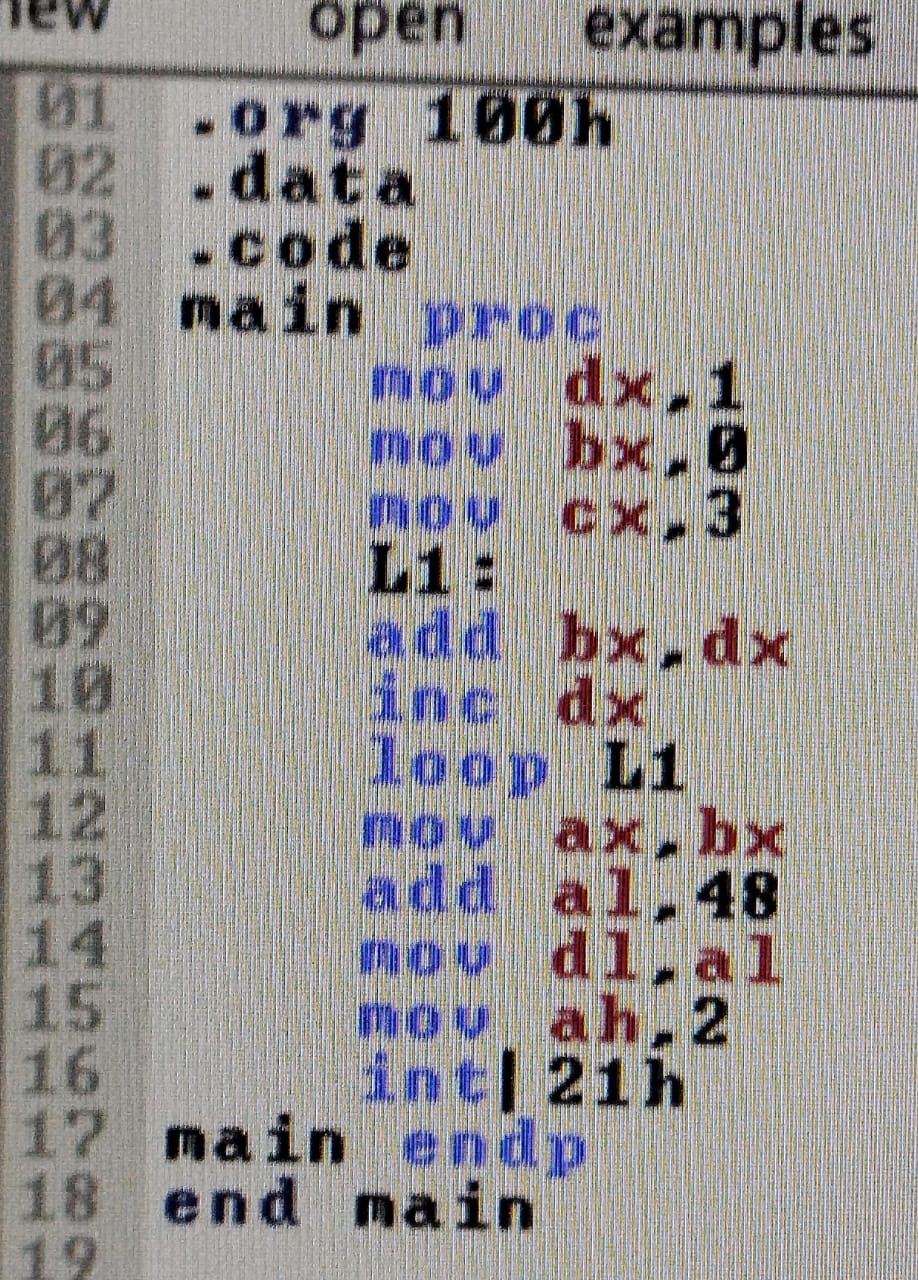 open examples
01 .org 100h
02 .data
03 .code
04 main proc
05 mov dx,1
06 mov bx,0
07 mov cx,3
08 L1:
09 add bx,dx
10 inc dx
11 loop L1
12 mov ax,bx
13 add al,48
14 mov dl,al
15 mov ah,2
16 int 21h
17 main endp
18 end main
19